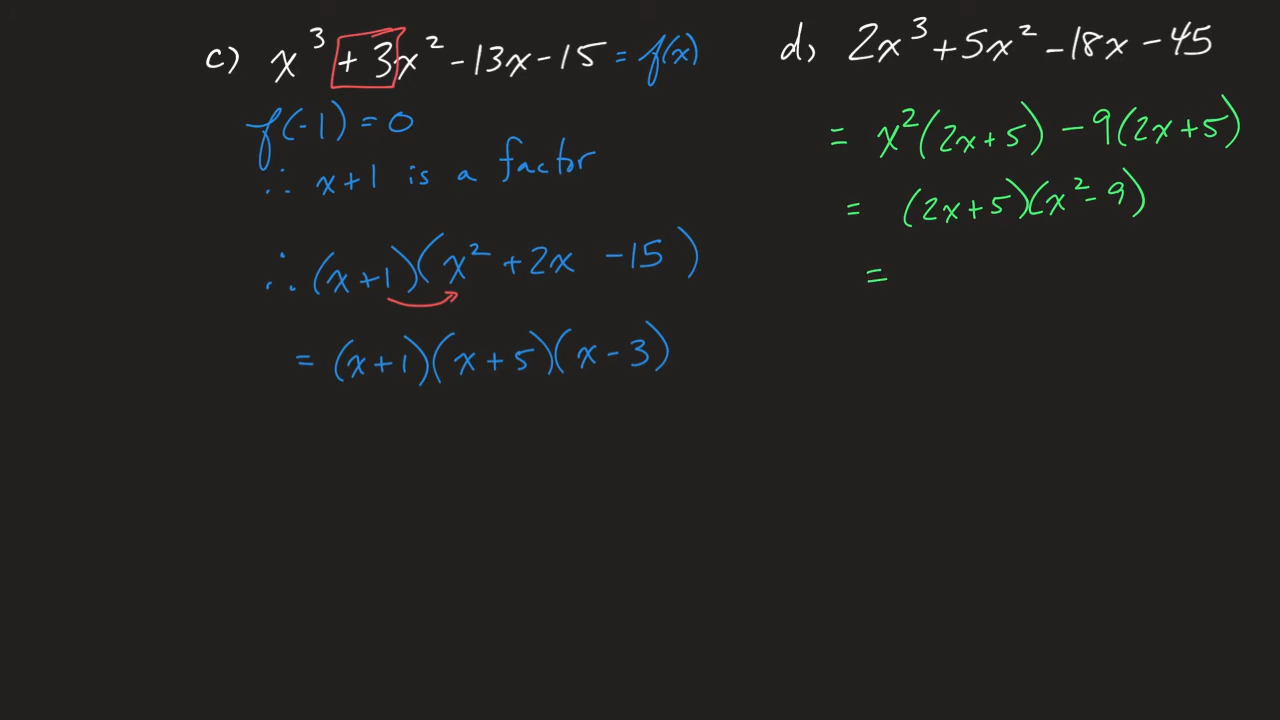 c) x³ + 3x² - 13x - 15 = f(x)
f(-1) = 0
∴ x + 1 is a factor
∴ (x + 1)(x² + 2x - 15)
= (x + 1)(x + 5)(x - 3)
d) 2x³ + 5x² - 18x - 45
= x²(2x + 5) - 9(2x + 5)
= (2x + 5)(x² - 9)
=